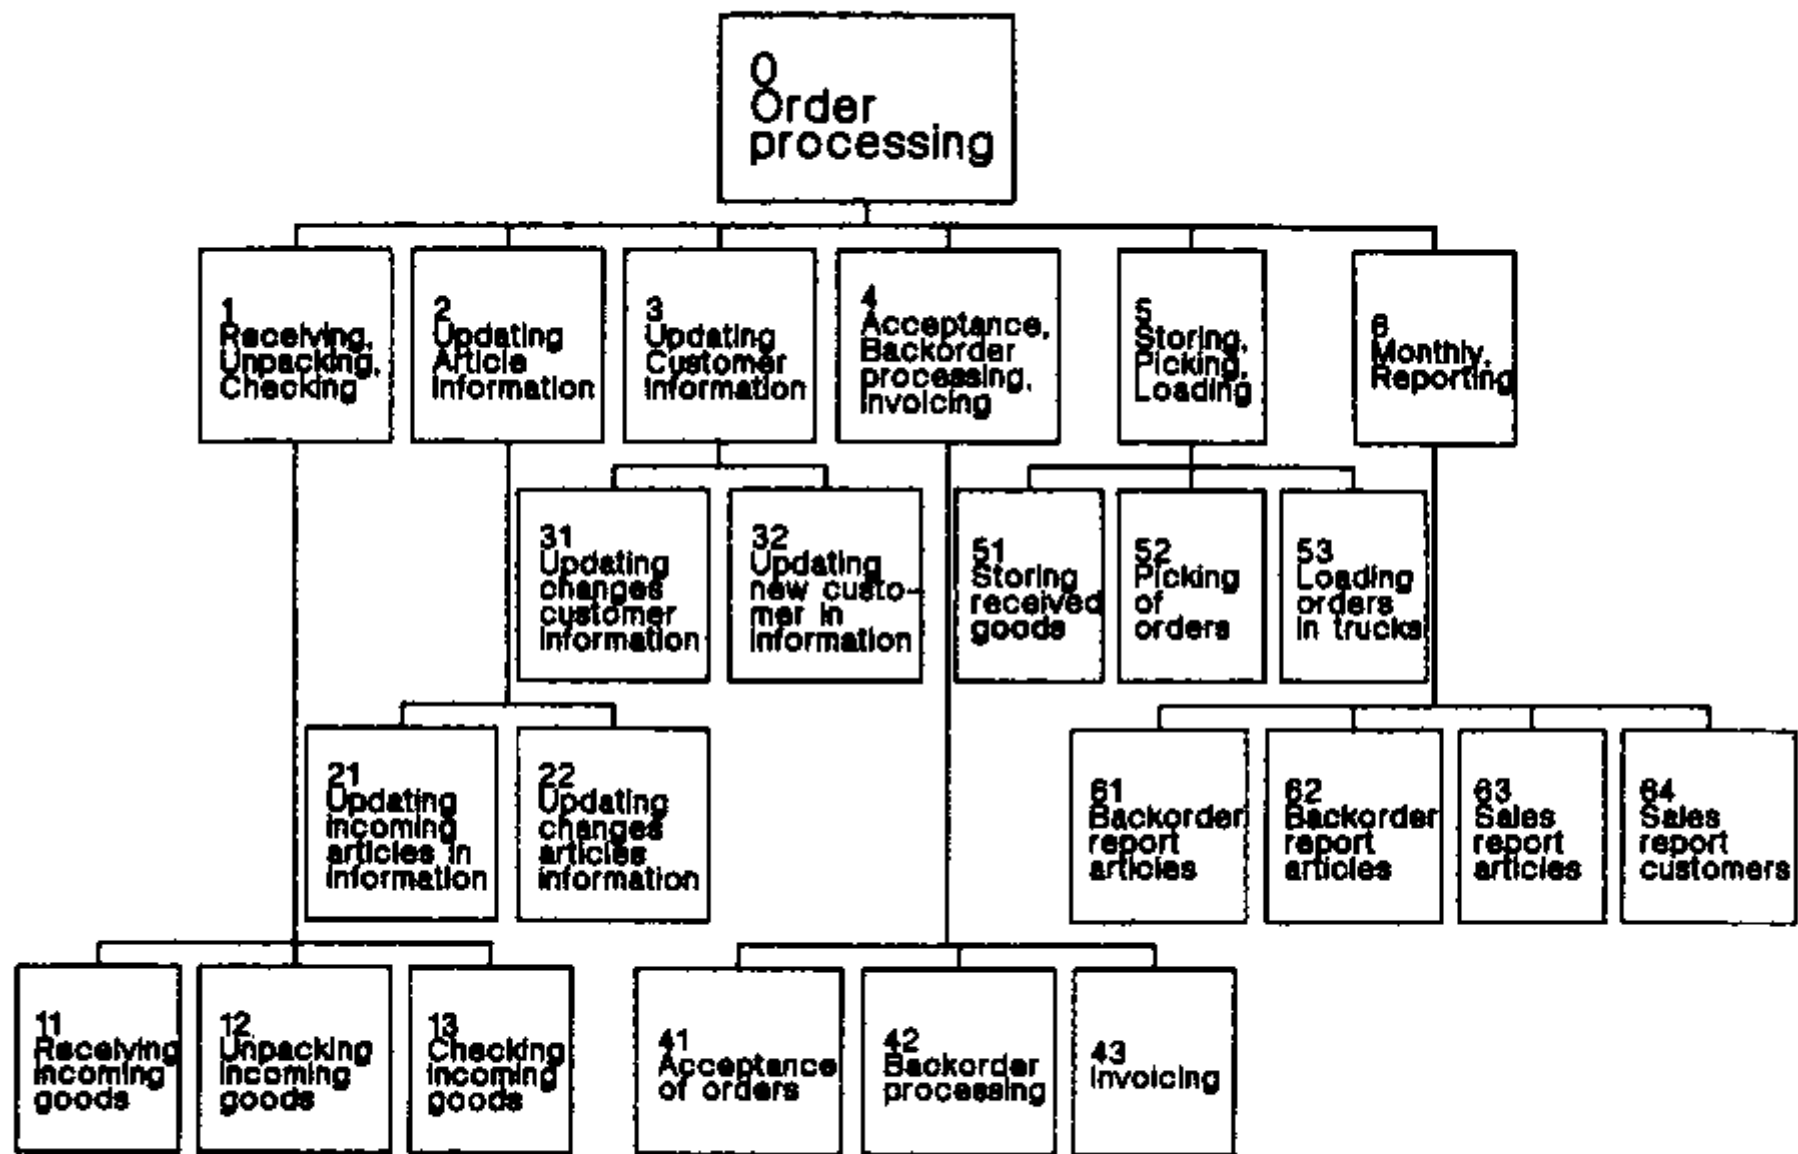 0
Order
processing
1
Receiving,
Unpacking,
Checking
2
Updating
Article
Information
3
Updating
Customer
Information
4
Acceptance,
Backorder
processing,
Invoicing
5
Storing,
Picking,
Loading
6
Monthly,
Reporting
31
Updating
changes
customer
Information
32
Updating
new custo-
mer in
information
51
Storing
received
goods
52
Picking
of
orders
53
Loading
orders
in trucks
21
Updating
incoming
articles in
information
22
Updating
changes
articles
information
61
Backorder
report
articles
62
Backorder
report
articles
63
Sales
report
articles
64
Sales
report
customers
11
Receiving
incoming
goods
12
Unpacking
incoming
goods
13
Checking
incoming
goods
41
Acceptance
of orders
42
Backorder
processing
43
Invoicing